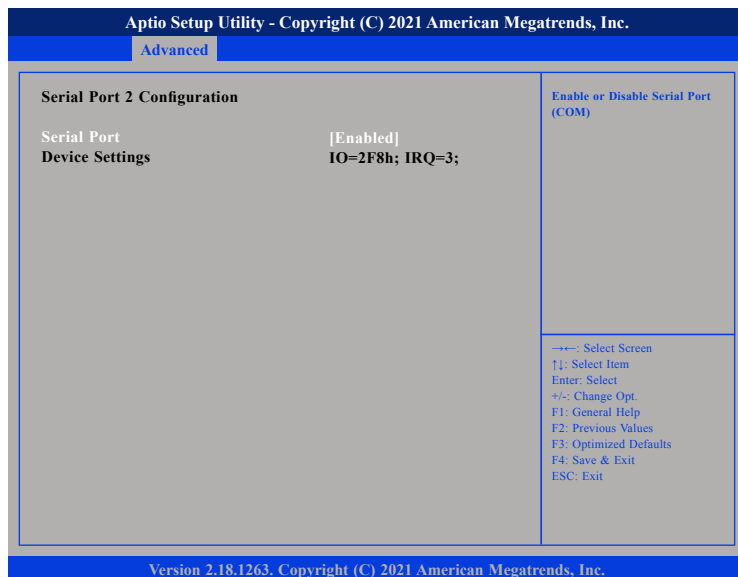 Aptio Setup Utility - Copyright (C) 2021 American Megatrends, Inc.
Advanced
Serial Port 2 Configuration
Serial Port [Enabled]
Device Settings IO=2F8h; IRQ=3;
Enable or Disable Serial Port
(COM)
→←: Select Screen
↑↓: Select Item
Enter: Select
+/-: Change Opt.
F1: General Help
F2: Previous Values
F3: Optimized Defaults
F4: Save & Exit
ESC: Exit
Version 2.18.1263. Copyright (C) 2021 American Megatrends, Inc.